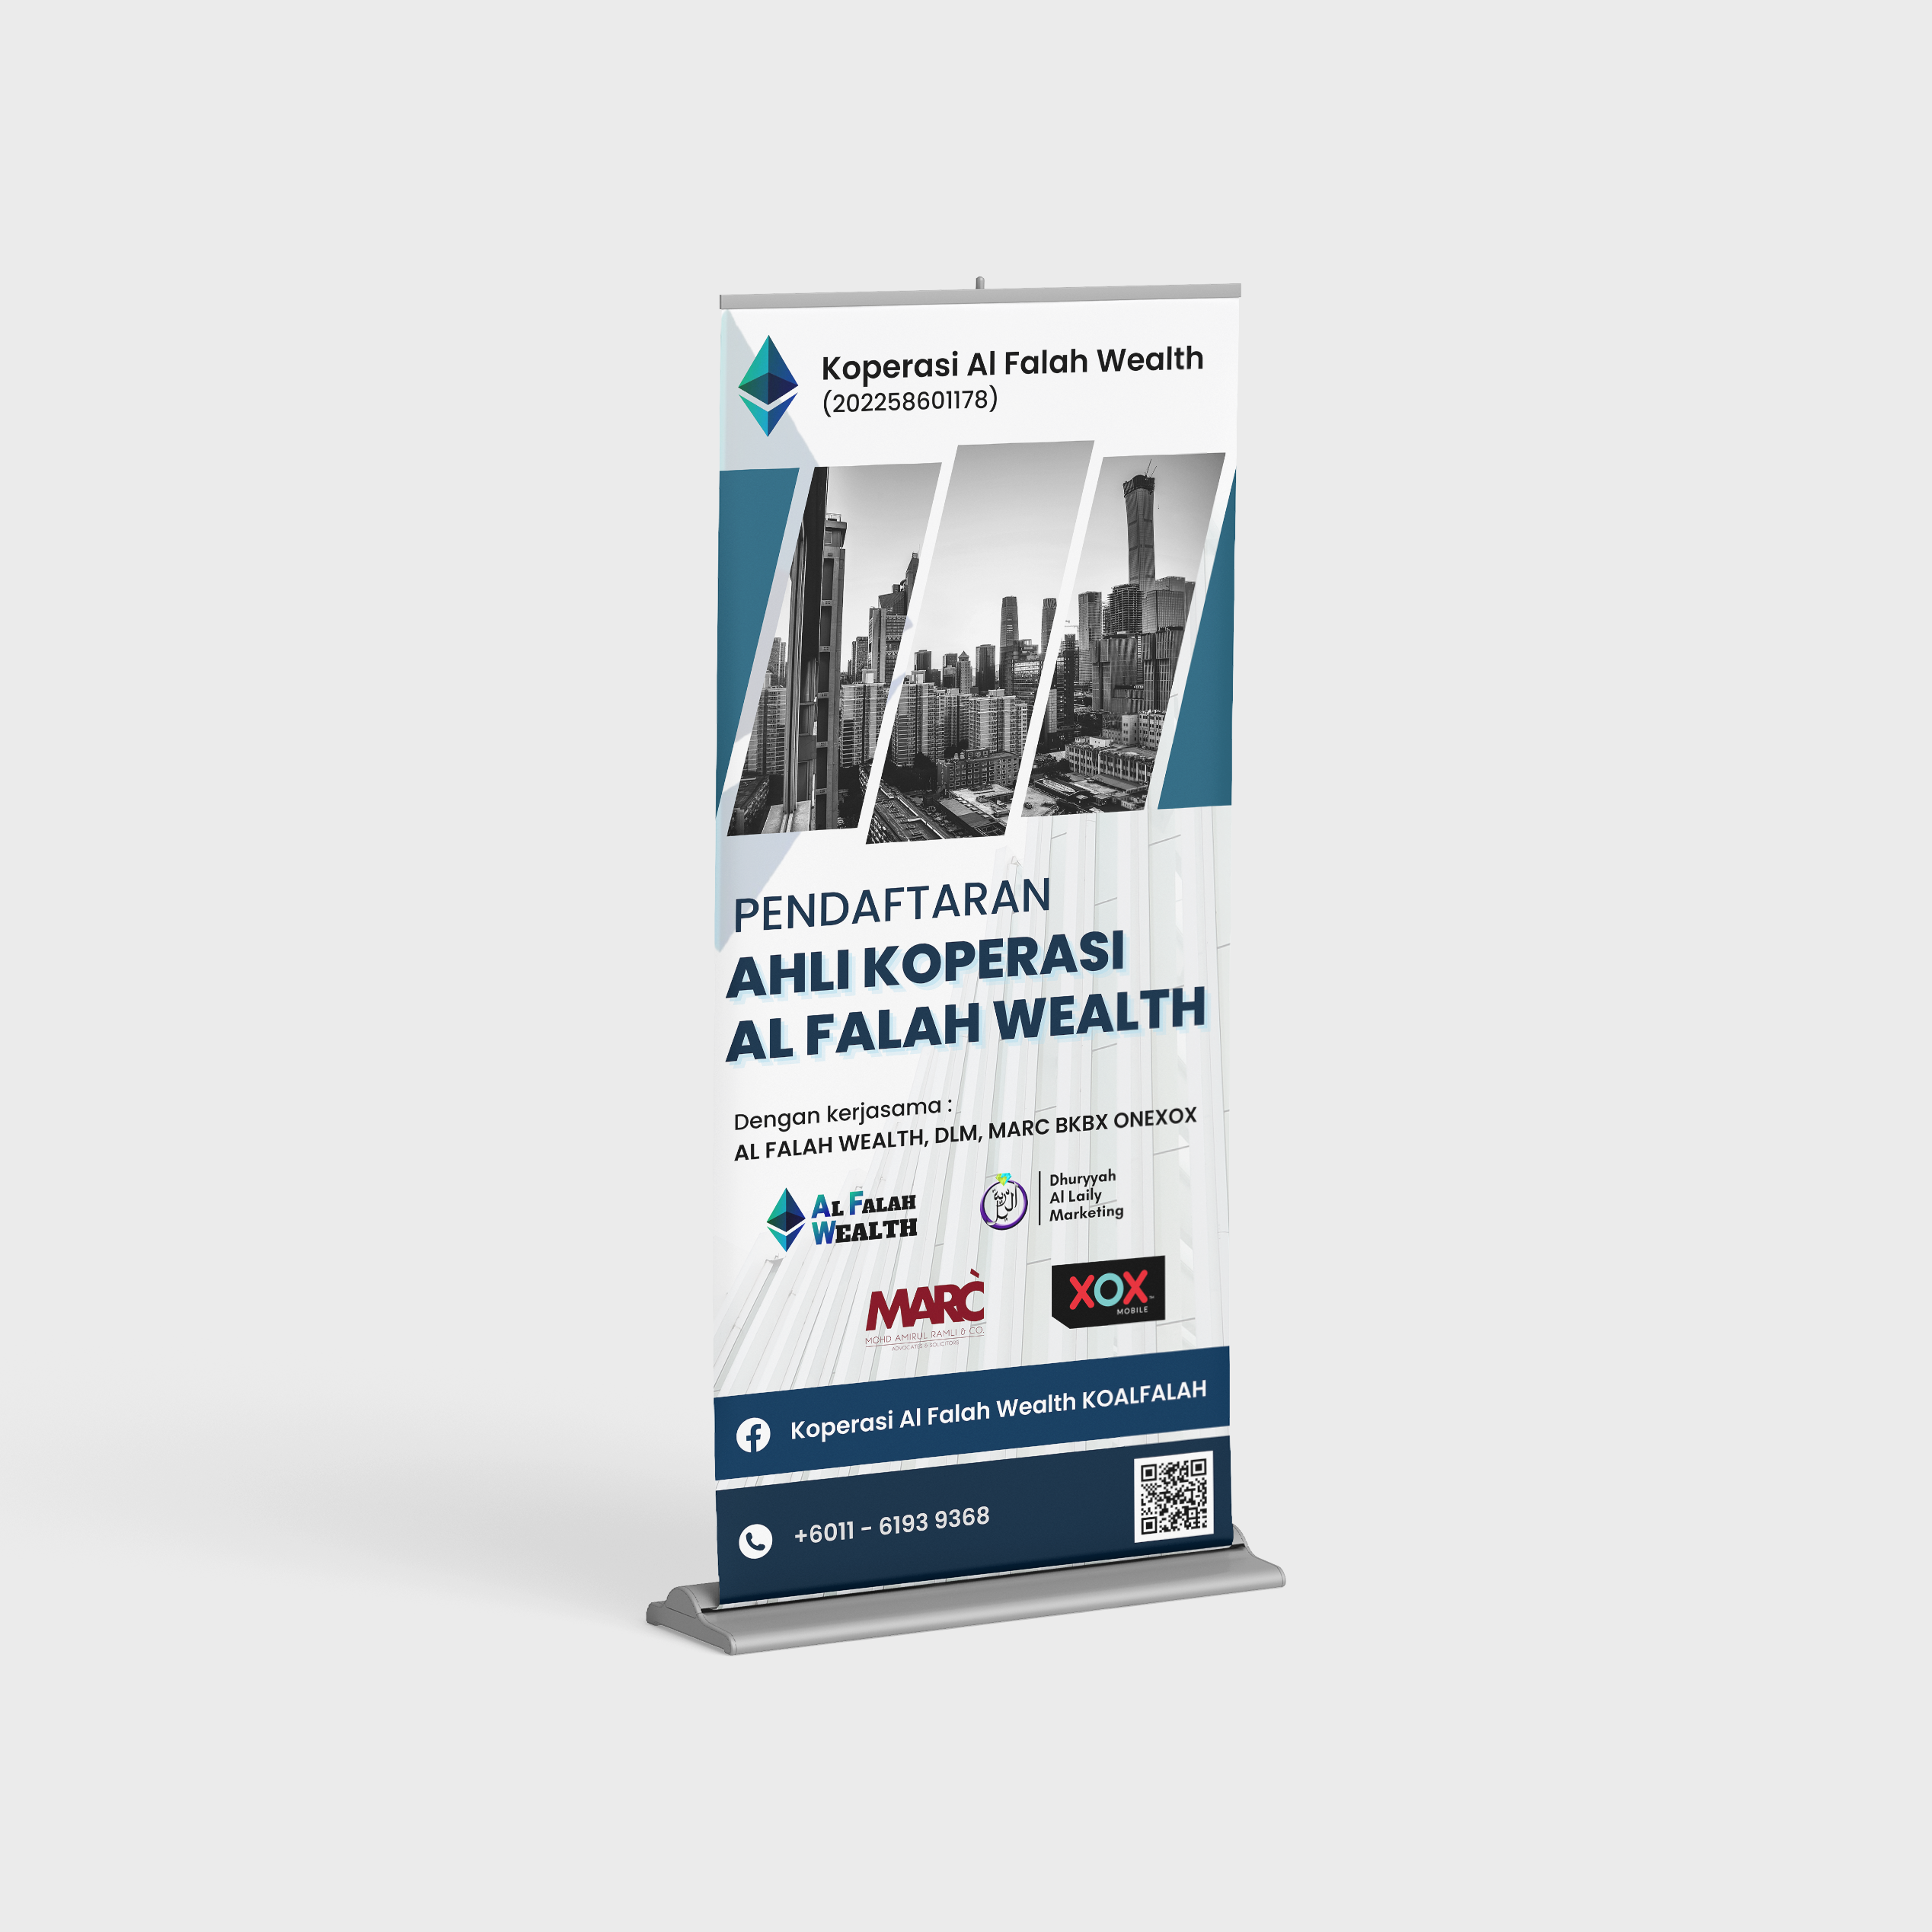 Koperasi Al Falah Wealth
(202258601178)
PENDAFTARAN
AHLI KOPERASI
AL FALAH WEALTH
Dengan kerjasama :
AL FALAH WEALTH, DLM, MARC BKBX ONEXOX
AL FALAH
WEALTH
Dhuryyah
Al Laily
Marketing
MARC
MOHD AMIRUL RAMLI & CO.
ADVOCATES & SOLICITORS
XOX
MOBILE
Koperasi Al Falah Wealth KOALFALAH
+6011 - 6193 9368